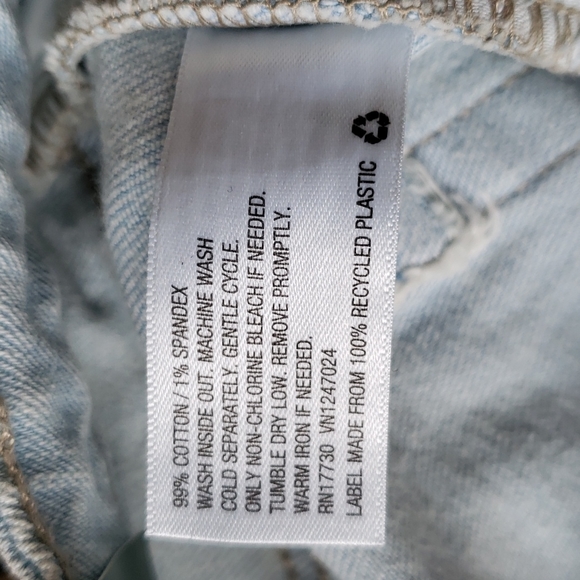 99% COTTON / 1% SPANDEX
WASH INSIDE OUT. MACHINE WASH
COLD SEPARATELY. GENTLE CYCLE.
ONLY NON-CHLORINE BLEACH IF NEEDED.
TUMBLE DRY LOW. REMOVE PROMPTLY.
WARM IRON IF NEEDED.
RN17730 VN1247024
LABEL MADE FROM 100% RECYCLED PLASTIC